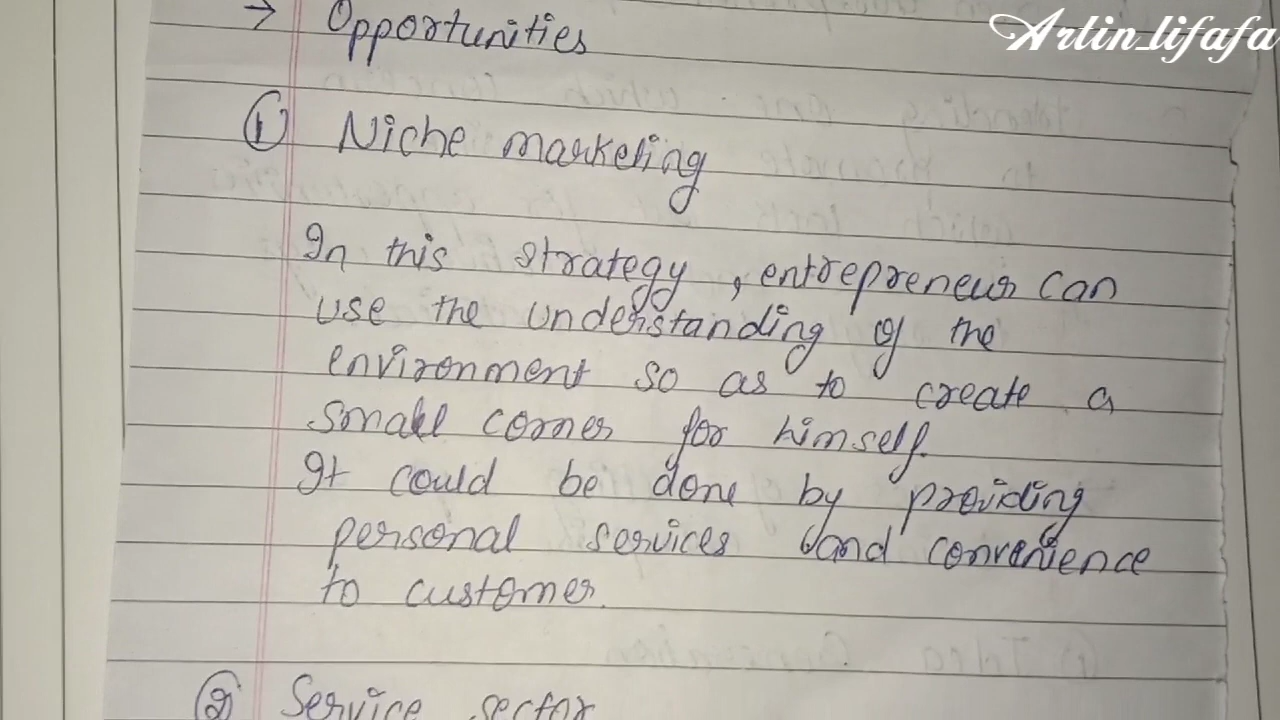 Artin_lifafa
→ Opportunities
① Niche marketing
In this strategy, entrepreneur can
use the understanding of the
environment so as to create a
small corner for himself.
It could be done by providing
personal services and convenience
to customer.
② Service sector